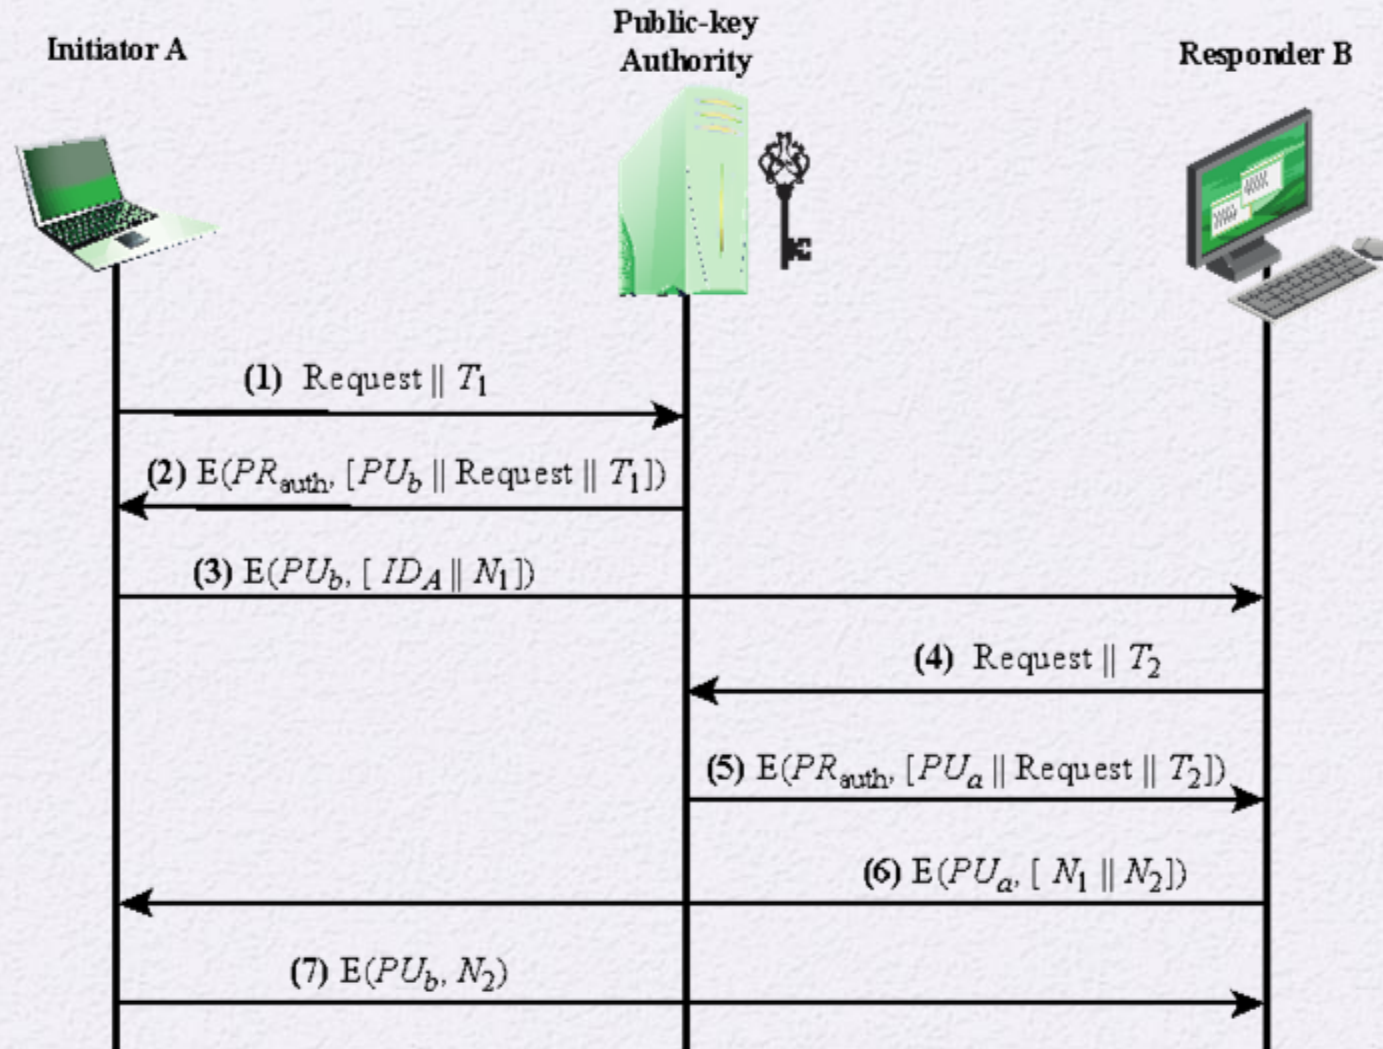 Initiator A
Public-key
Authority
Responder B
(1) Request || T1
(2) E(PRauth, [PUb || Request || T1])
(3) E(PUb, [ IDA || N1])
(4) Request || T2
(5) E(PRauth, [PUa || Request || T2])
(6) E(PUa, [ N1 || N2])
(7) E(PUb, N2)